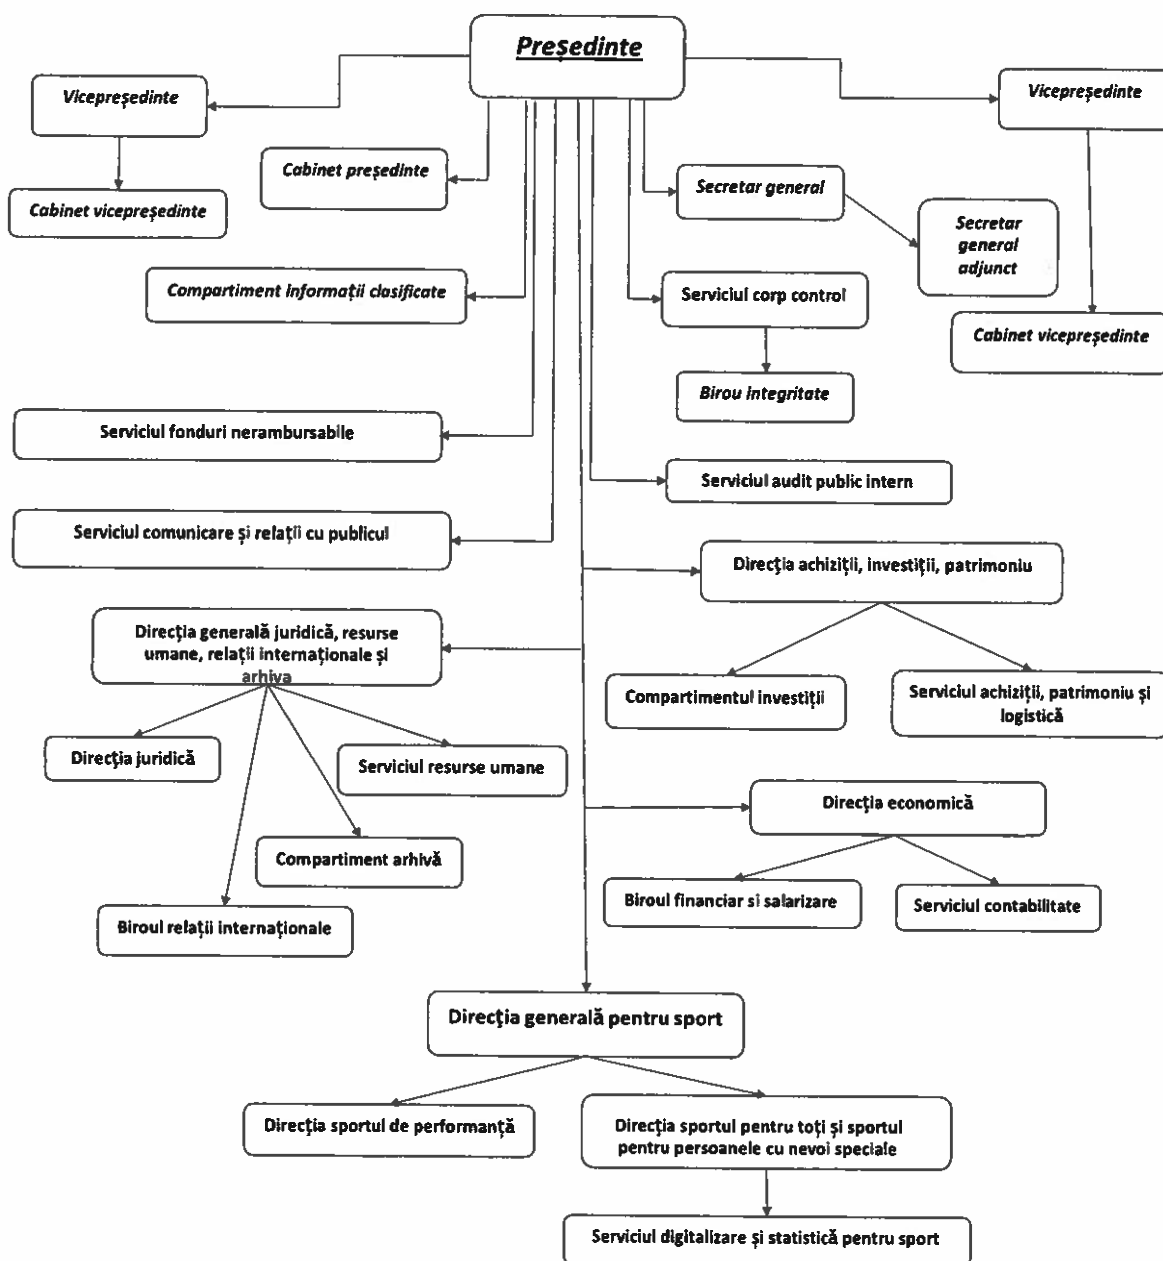 Președinte
Vicepreședinte
Vicepreședinte
Cabinet președinte
Secretar general
Cabinet vicepreședinte
Secretar
general
adjunct
Compartiment informații clasificate
Serviciul corp control
Cabinet vicepreședinte
Birou integritate
Serviciul fonduri nerambursabile
Serviciul audit public intern
Serviciul comunicare și relații cu publicul
Direcția achiziții, investiții, patrimoniu
Direcția generală juridică, resurse
umane, relații internaționale și
arhiva
Compartimentul investiții
Serviciul achiziții, patrimoniu și
logistică
Direcția juridică
Serviciul resurse umane
Direcția economică
Compartiment arhivă
Biroul financiar si salarizare
Serviciul contabilitate
Biroul relații internaționale
Direcția generală pentru sport
Direcția sportul de performanță
Direcția sportul pentru toți și sportul
pentru persoanele cu nevoi speciale
Serviciul digitalizare și statistică pentru sport